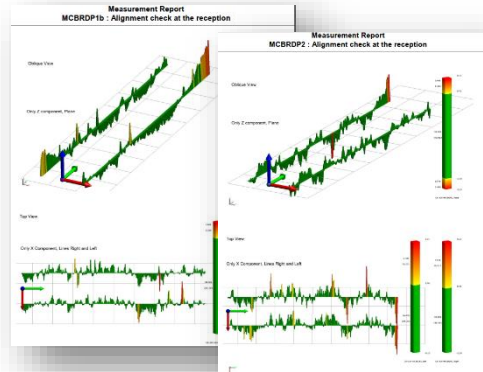 Measurement Report
MCBRDP1b : Alignment check at the reception
Oblique View
Only Z component, Plane
Top View
Only X Component, Lines Right and Left
Measurement Report
MCBRDP2 : Alignment check at the reception
Oblique View
Only Z component, Plane
Top View
Only X Component, Lines Right and Left